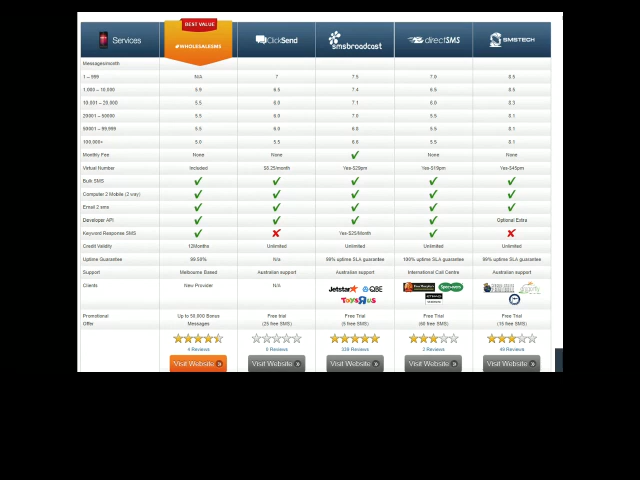 BEST VALUE
Services #WHOLESALESMS ClickSend smsbroadcast directSMS SMSTECH
Messages/month
1 – 999 N/A 7 7.5 7.0 8.5
1,000 – 10,000 5.9 6.5 7.4 6.5 8.5
10,001 – 20,000 5.5 6.0 7.1 6.0 8.3
20001 – 50000 5.5 6.0 7.0 5.5 8.1
50001 – 99,999 5.5 6.0 6.8 5.5 8.1
100,000+ 5.0 5.5 6.6 5.5 8.1
Monthly Fee None None None None
Virtual Number Included $8.25/month Yes-$29pm Yes-$19pm Yes-$45pm
Bulk SMS
Computer 2 Mobile (2 way)
Email 2 sms
Developer API Optional Extra
Keyword Response SMS Yes-$25/Month
Credit Validity 12Months Unlimited Unlimited Unlimited Unlimited
Uptime Guarantee 99.50% N/a 99% uptime SLA guarantee 100% uptime SLA guarantee 99% uptime SLA guarantee
Support Melbourne Based Australian support Australian support International Call Centre Australian support
Clients New Provider N/A Jetstar QBE Specsavers
TOYSRUS ETIHAD
Promotional Up to 50,000 Bonus Free trial Free Trial Free Trial Free Trial
Offer Messages (25 free SMS) (5 free SMS) (60 free SMS) (15 free SMS)
4 Reviews 0 Reviews 2 Reviews
Visit Website » Visit Website » Visit Website » Visit Website » Visit Website »